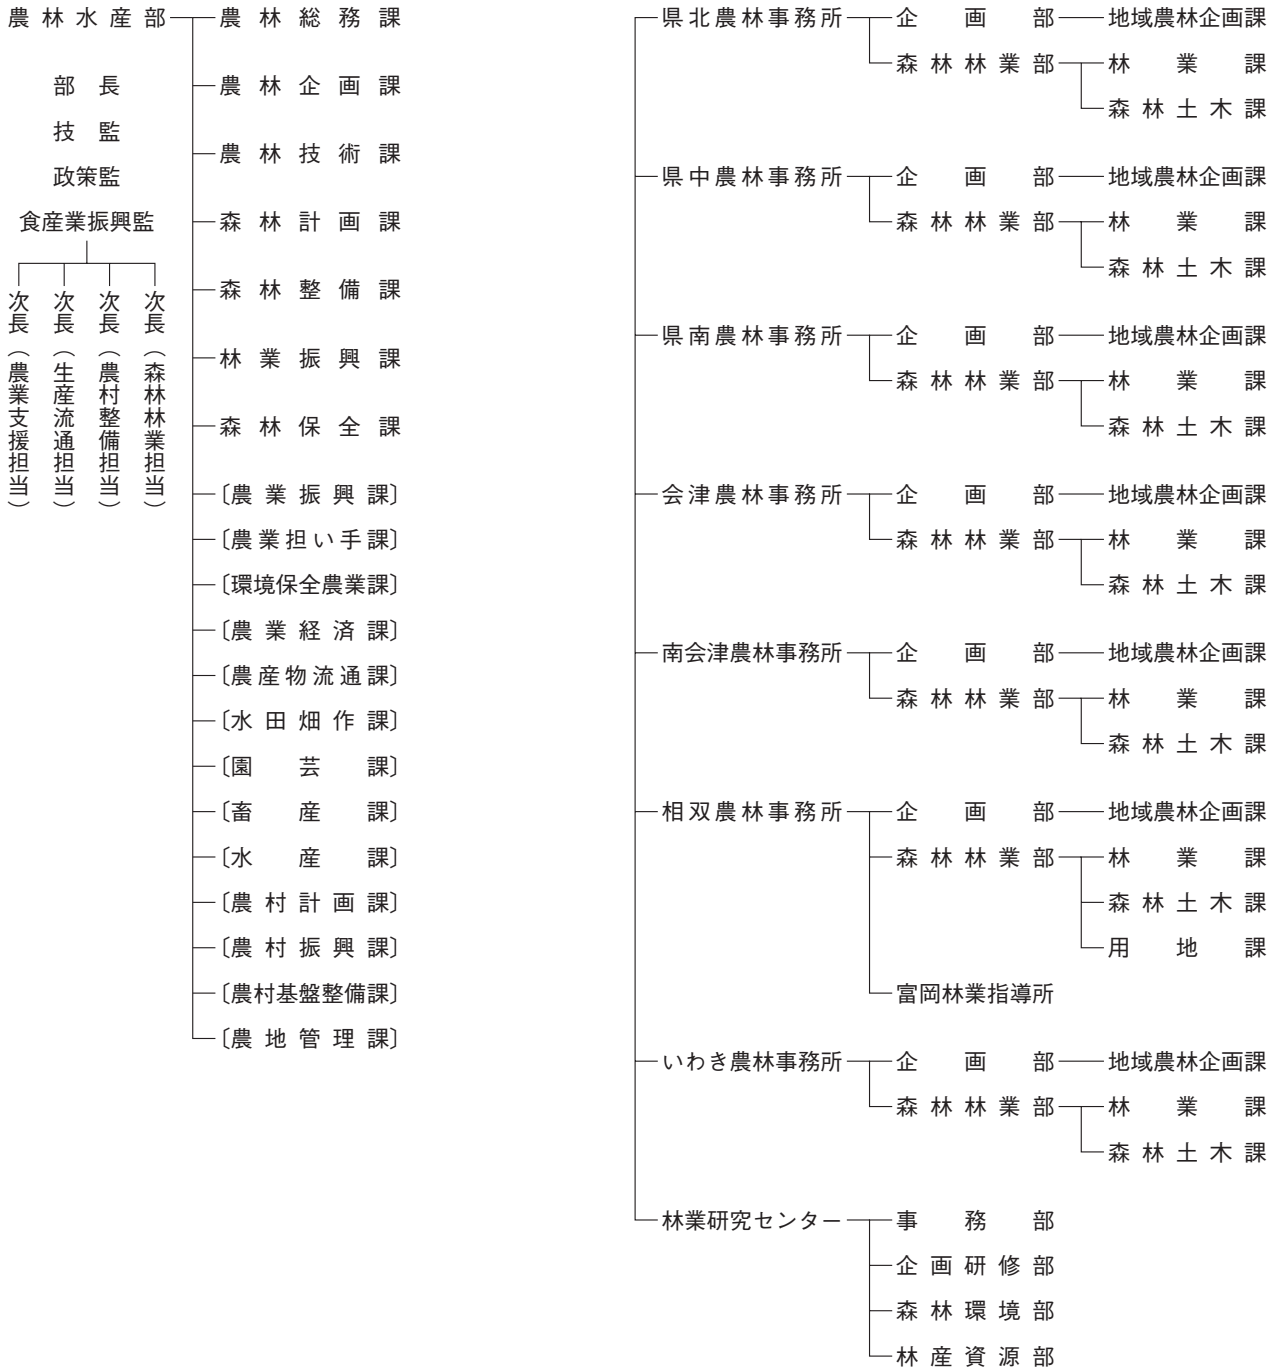 農林水産部
部長
技監
政策監
食産業振興監
次長(農業支援担当)
次長(生産流通担当)
次長(農村整備担当)
次長(森林林業担当)
農林総務課
農林企画課
農林技術課
森林計画課
森林整備課
林業振興課
森林保全課
〔農業振興課〕
〔農業担い手課〕
〔環境保全農業課〕
〔農業経済課〕
〔農産物流通課〕
〔水田畑作課〕
〔園芸課〕
〔畜産課〕
〔水産課〕
〔農村計画課〕
〔農村振興課〕
〔農村基盤整備課〕
〔農地管理課〕
県北農林事務所 企画部 地域農林企画課
森林林業部 林業課
森林土木課
県中農林事務所 企画部 地域農林企画課
森林林業部 林業課
森林土木課
県南農林事務所 企画部 地域農林企画課
森林林業部 林業課
森林土木課
会津農林事務所 企画部 地域農林企画課
森林林業部 林業課
森林土木課
南会津農林事務所 企画部 地域農林企画課
森林林業部 林業課
森林土木課
相双農林事務所 企画部 地域農林企画課
森林林業部 林業課
森林土木課
用地課
富岡林業指導所
いわき農林事務所 企画部 地域農林企画課
森林林業部 林業課
森林土木課
林業研究センター 事務部
企画研修部
森林環境部
林産資源部